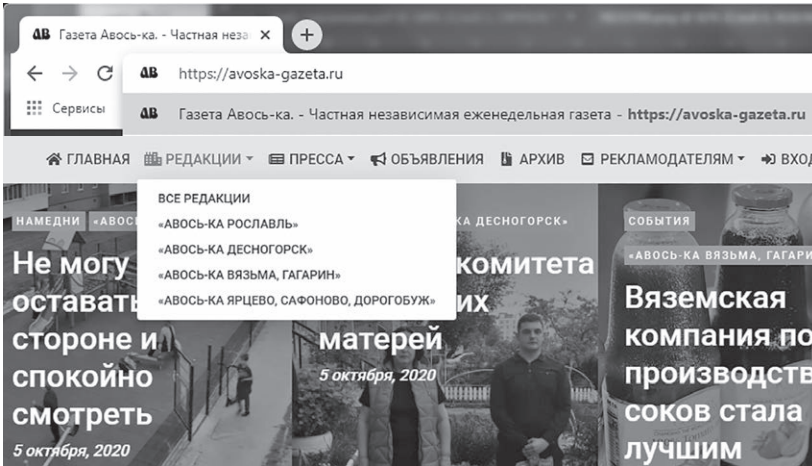 АВ Газета Авось-ка. - Частная неза
https://avoska-gazeta.ru
Сервисы
АВ Газета Авось-ка. - Частная независимая еженедельная газета - https://avoska-gazeta.ru
ГЛАВНАЯ РЕДАКЦИИ ПРЕССА ОБЪЯВЛЕНИЯ АРХИВ РЕКЛАМОДАТЕЛЯМ ВХОД
ВСЕ РЕДАКЦИИ
«АВОСЬ-КА РОСЛАВЛЬ»
«АВОСЬ-КА ДЕСНОГОРСК»
«АВОСЬ-КА ВЯЗЬМА, ГАГАРИН»
«АВОСЬ-КА ЯРЦЕВО, САФОНОВО, ДОРОГОБУЖ»
НАМЕДНИ «АВОС
Не могу
оставать
стороне и
спокойно
смотреть
5 октября, 2020
КА ДЕСНОГОРСК»
комитета
их
матерей
5 октября, 2020
СОБЫТИЯ
«АВОСЬ-КА ВЯЗЬМА, ГАГАРИ
Вяземская
компания по
производств
соков стала
лучшим